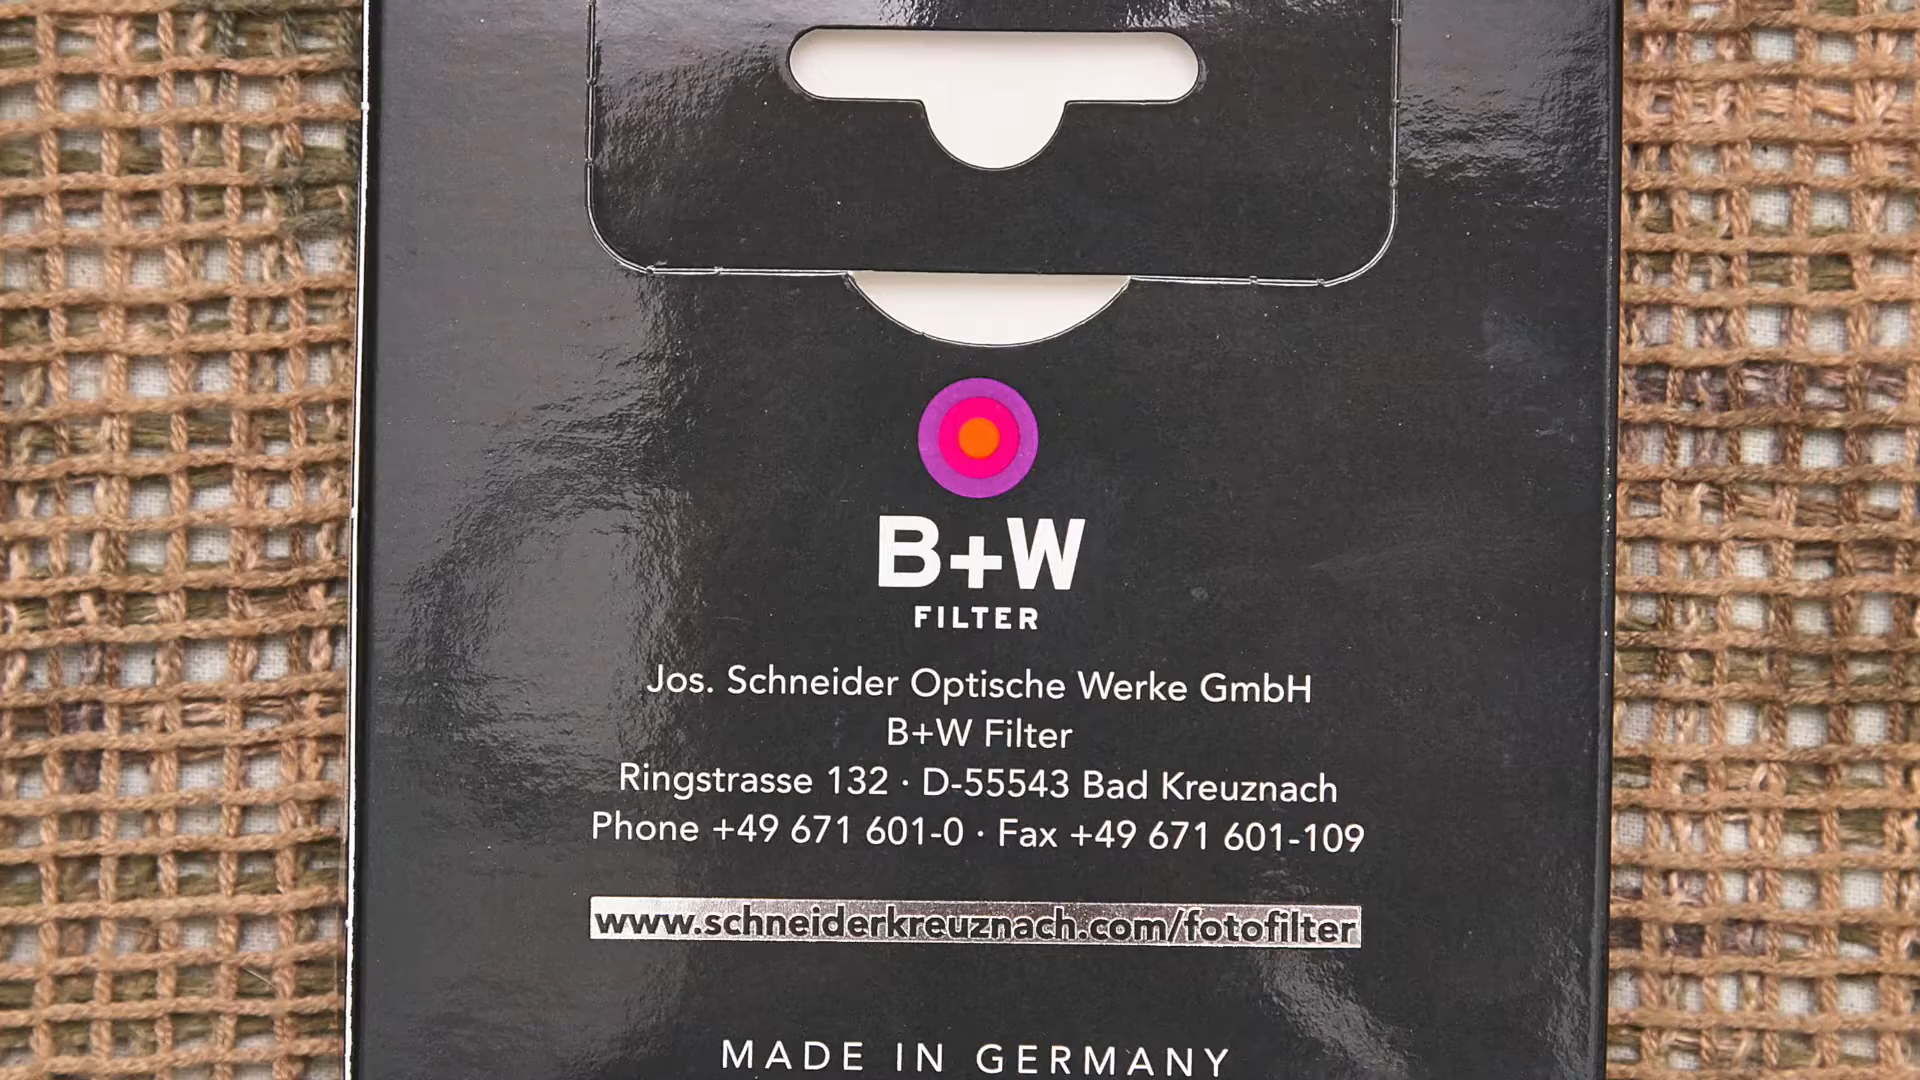 B+W
FILTER
Jos. Schneider Optische Werke GmbH
B+W Filter
Ringstrasse 132 · D-55543 Bad Kreuznach
Phone +49 671 601-0 · Fax +49 671 601-109
www.schneiderkreuznach.com/fotofilter
MADE IN GERMANY